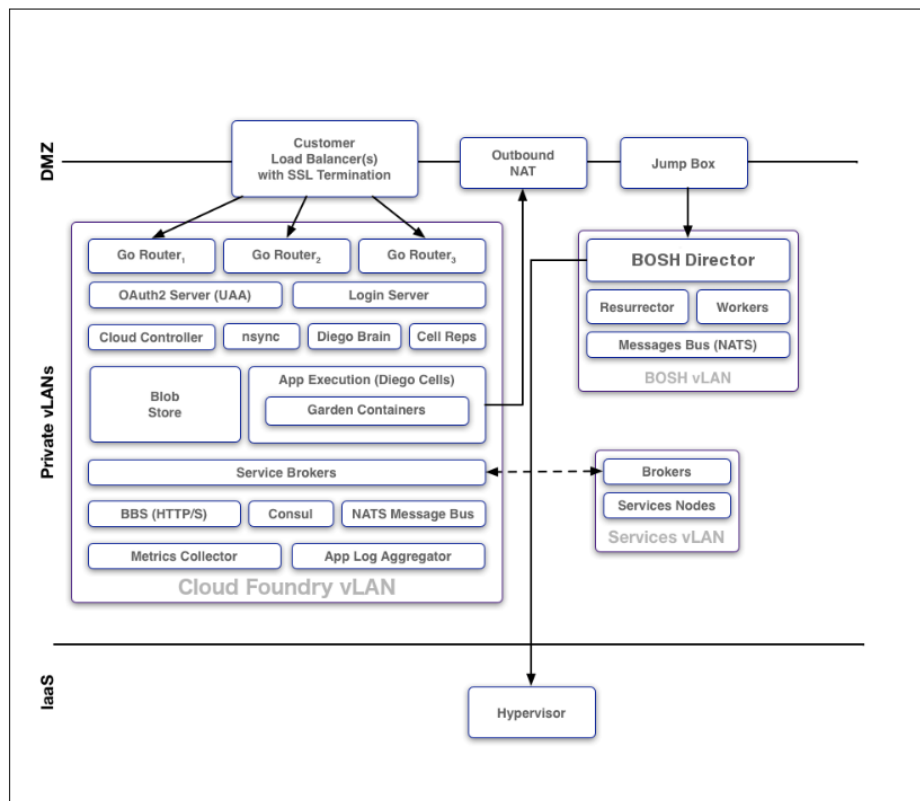 DMZ
Customer
Load Balancer(s)
with SSL Termination
Outbound
NAT
Jump Box
Private vLANs
Go Router1
Go Router2
Go Router3
OAuth2 Server (UAA)
Login Server
Cloud Controller
nsync
Diego Brain
Cell Reps
Blob
Store
App Execution (Diego Cells)
Garden Containers
Service Brokers
BBS (HTTP/S)
Consul
NATS Message Bus
Metrics Collector
App Log Aggregator
Cloud Foundry vLAN
BOSH Director
Resurrector
Workers
Messages Bus (NATS)
BOSH vLAN
Brokers
Services Nodes
Services vLAN
IaaS
Hypervisor